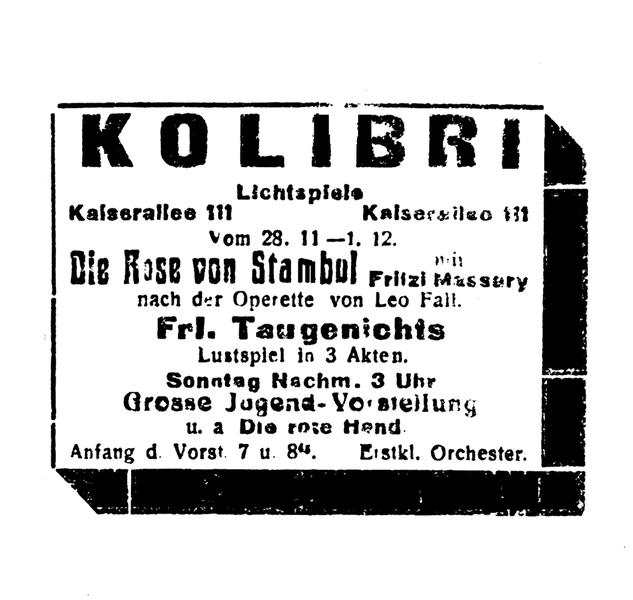 KOLIBRI
Lichtspiele
Kaiserallee 111 Kaiserallee 111
Vom 28. 11 — 1. 12.
Die Rose von Stambul mit Fritzi Massary
nach der Operette von Leo Fall.
Frl. Taugenichts
Lustspiel in 3 Akten.
Sonntag Nachm. 3 Uhr
Grosse Jugend-Vorstellung
u. a Die rote Hand.
Anfang d. Vorst. 7 u. 8¾. Erstkl. Orchester.